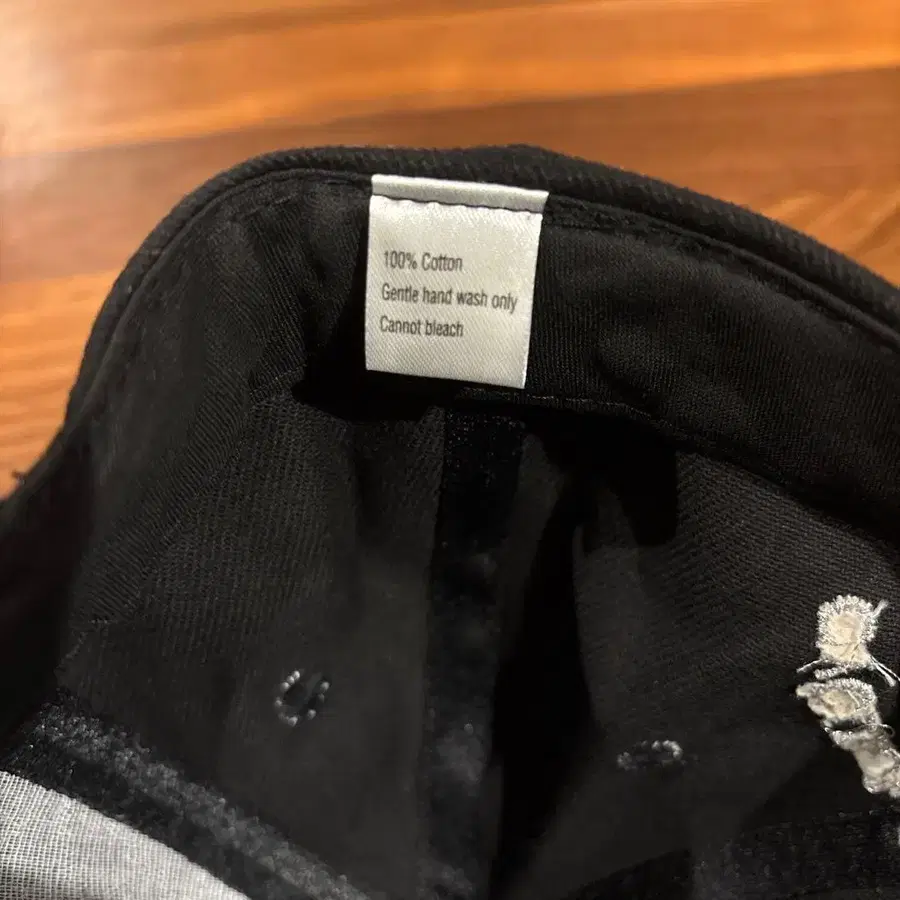 100% Cotton
Gentle hand wash only
Cannot bleach